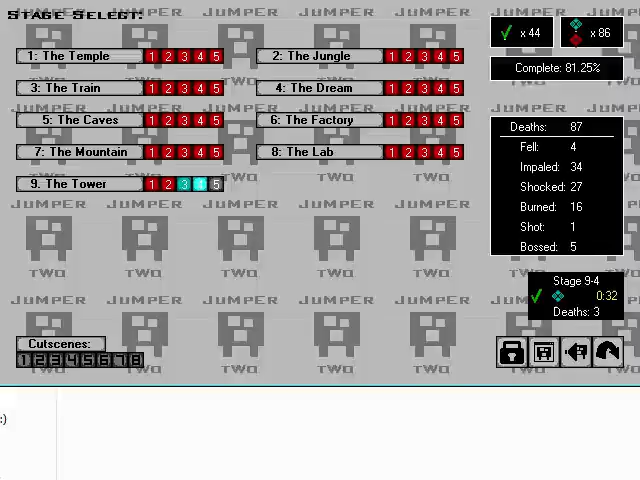 Stage Select:
1: The Temple 1 2 3 4 5
2: The Jungle 1 2 3 4 5
3: The Train 1 2 3 4 5
4: The Dream 1 2 3 4 5
5: The Caves 1 2 3 4 5
6: The Factory 1 2 3 4 5
7: The Mountain 1 2 3 4 5
8: The Lab 1 2 3 4 5
9. The Tower 1 2 3 4 5
Cutscenes:
1 2 3 4 5 6 7 8
x 44
x 86
Complete: 81.25%
Deaths: 87
Fell: 4
Impaled: 34
Shocked: 27
Burned: 16
Shot: 1
Bossed: 5
Stage 9-4
0:32
Deaths: 3
JUMPER
TWO
:)